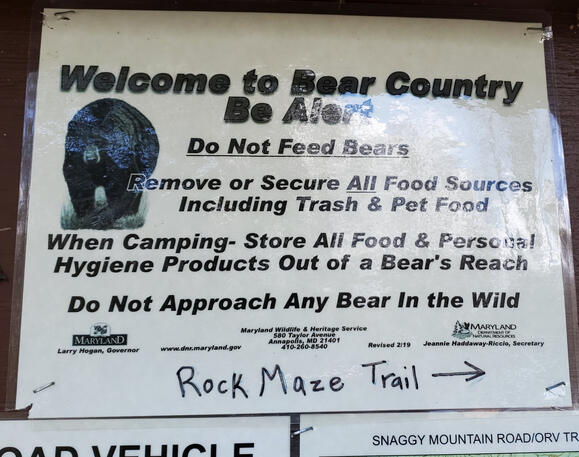 Welcome to Bear Country
Be Alert
Do Not Feed Bears
Remove or Secure All Food Sources
Including Trash & Pet Food
When Camping- Store All Food & Personal
Hygiene Products Out of a Bear's Reach
Do Not Approach Any Bear In the Wild
MARYLAND
Larry Hogan, Governor
www.dnr.maryland.gov
Maryland Wildlife & Heritage Service
580 Taylor Avenue
Annapolis, MD 21401
410-260-8540
Revised 2/19
MARYLAND
DEPARTMENT OF
NATURAL RESOURCES
Jeannie Haddaway-Riccio, Secretary
Rock Maze Trail →
OAD VEHICLE
SNAGGY MOUNTAIN ROAD/ORV TR